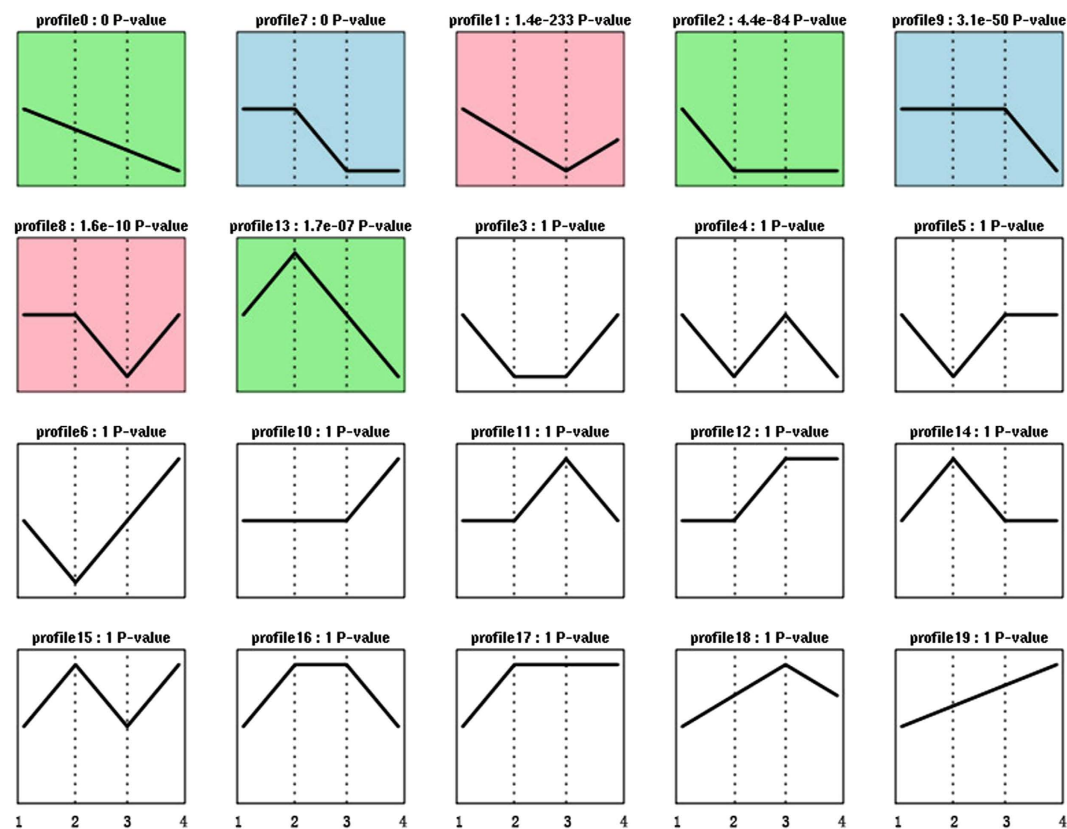 profile0 : 0 P-value profile7 : 0 P-value profile1 : 1.4e-233 P-value profile2 : 4.4e-84 P-value profile9 : 3.1e-50 P-value
profile8 : 1.6e-10 P-value profile13 : 1.7e-07 P-value profile3 : 1 P-value profile4 : 1 P-value profile5 : 1 P-value
profile6 : 1 P-value profile10 : 1 P-value profile11 : 1 P-value profile12 : 1 P-value profile14 : 1 P-value
profile15 : 1 P-value profile16 : 1 P-value profile17 : 1 P-value profile18 : 1 P-value profile19 : 1 P-value
1 2 3 4 1 2 3 4 1 2 3 4 1 2 3 4 1 2 3 4